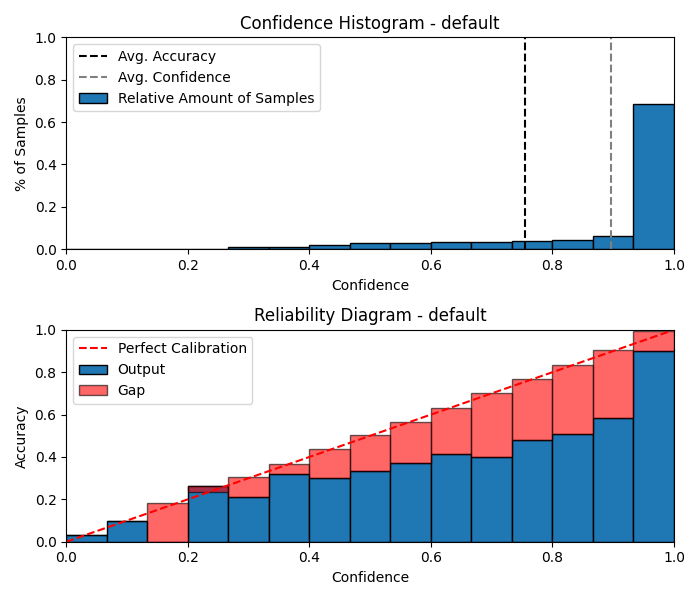 Confidence Histogram - default
1.0
0.8
0.6
0.4
0.2
0.0
% of Samples
Avg. Accuracy
Avg. Confidence
Relative Amount of Samples
0.0 0.2 0.4 0.6 0.8 1.0
Confidence
Reliability Diagram - default
1.0
0.8
0.6
0.4
0.2
0.0
Accuracy
Perfect Calibration
Output
Gap
0.0 0.2 0.4 0.6 0.8 1.0
Confidence